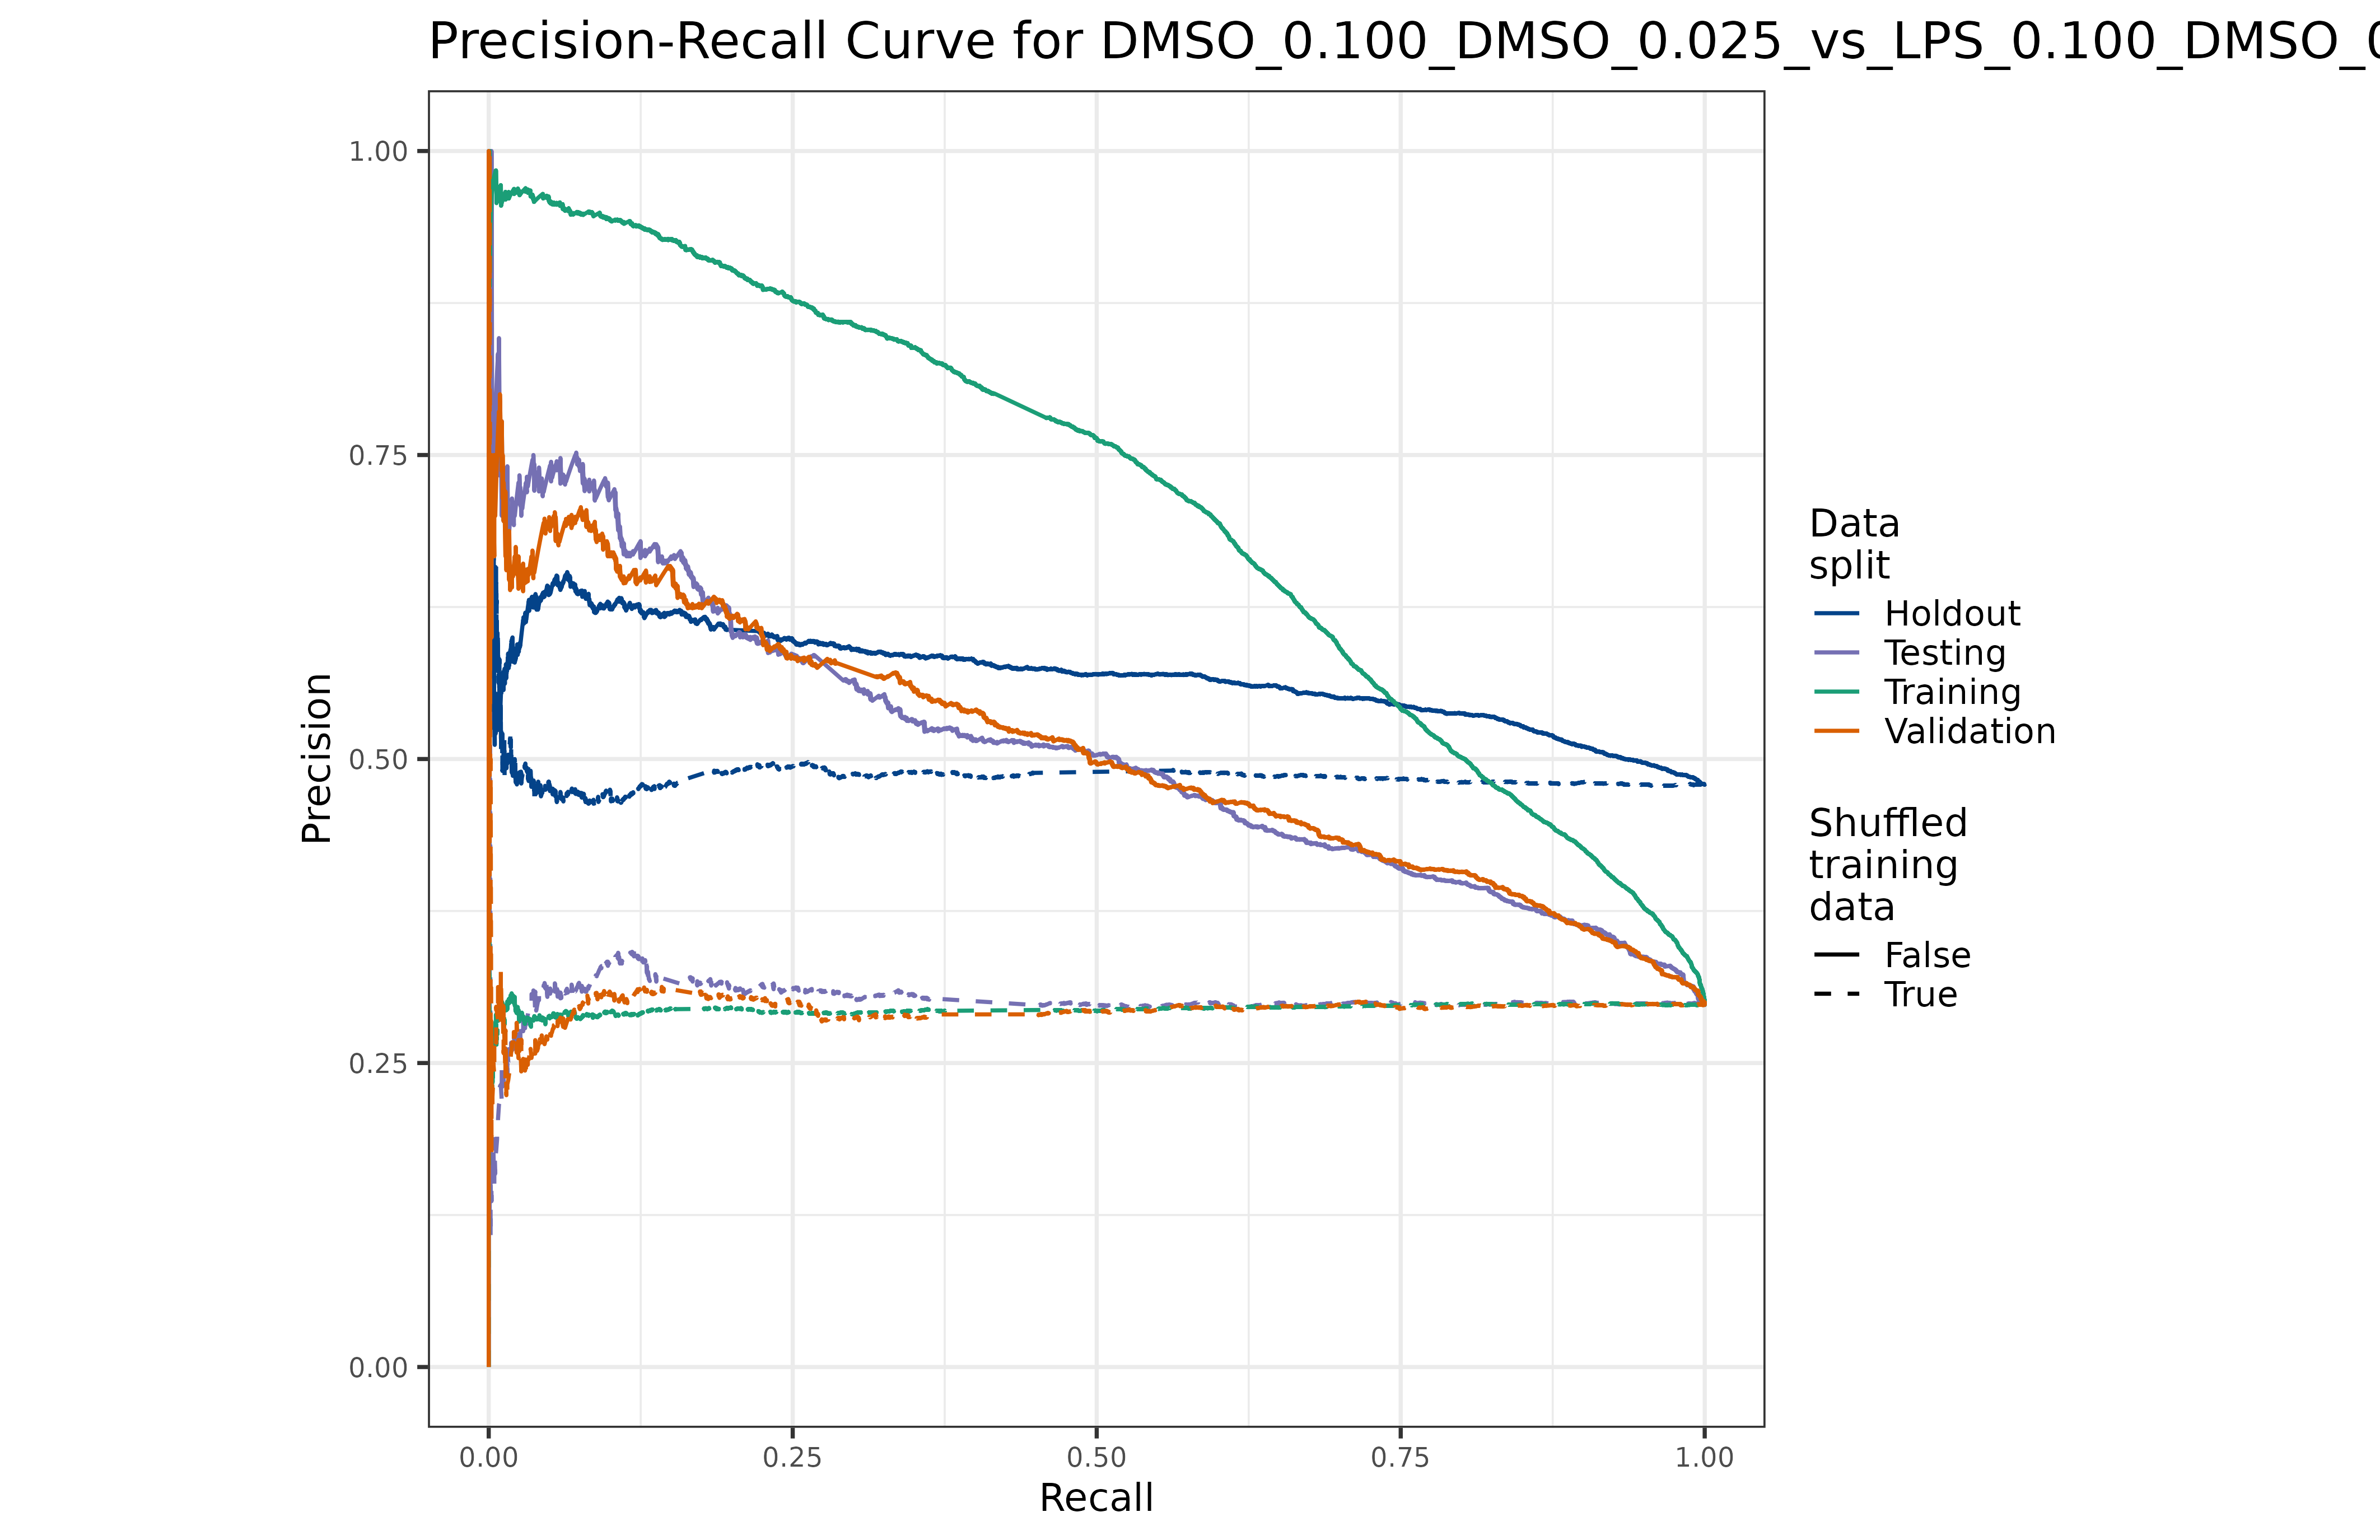 Precision-Recall Curve for DMSO_0.100_DMSO_0.025_vs_LPS_0.100_DMSO_0
1.00
0.75
0.50
0.25
0.00
Precision
0.00
0.25
0.50
0.75
1.00
Recall
Data
split
Holdout
Testing
Training
Validation
Shuffled
training
data
False
True